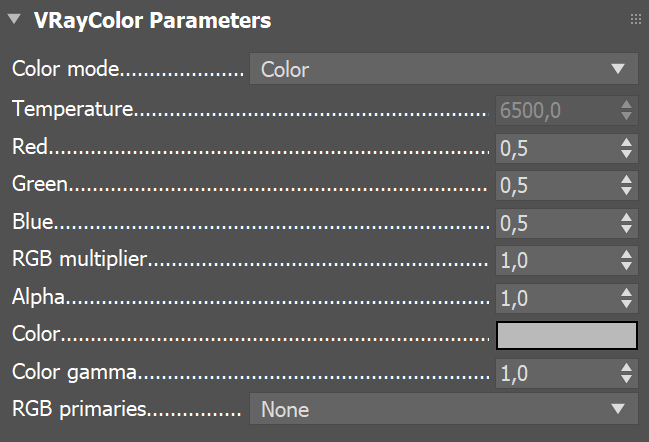 VRayColor Parameters
Color mode..................... Color
Temperature............................................................. 6500,0
Red........................................................................... 0,5
Green........................................................................ 0,5
Blue.......................................................................... 0,5
RGB multiplier.......................................................... 1,0
Alpha........................................................................ 1,0
Color.........................................................................
Color gamma............................................................ 1,0
RGB primaries................ None